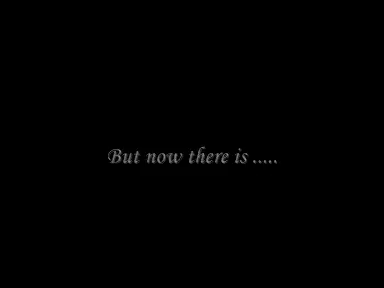 But now there is .....